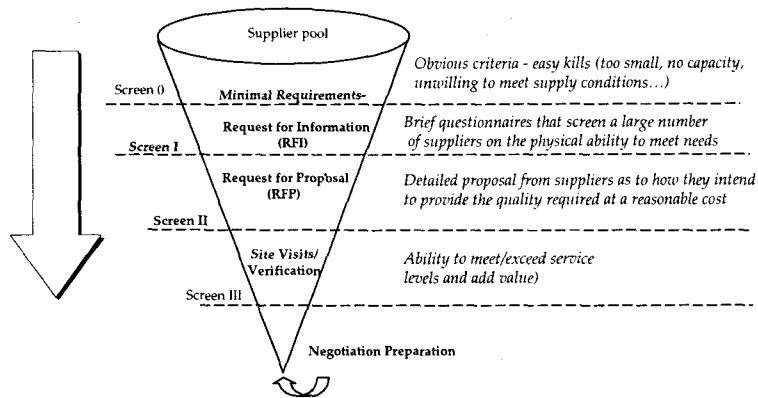 Supplier pool
Obvious criteria - easy kills (too small, no capacity,
unwilling to meet supply conditions...)
Screen 0
Minimal Requirements-
Request for Information
(RFI)
Brief questionnaires that screen a large number
of suppliers on the physical ability to meet needs
Screen I
Request for Proposal
(RFP)
Detailed proposal from suppliers as to how they intend
to provide the quality required at a reasonable cost
Screen II
Site Visits/
Verification
Ability to meet/exceed service
levels and add value)
Screen III
Negotiation Preparation